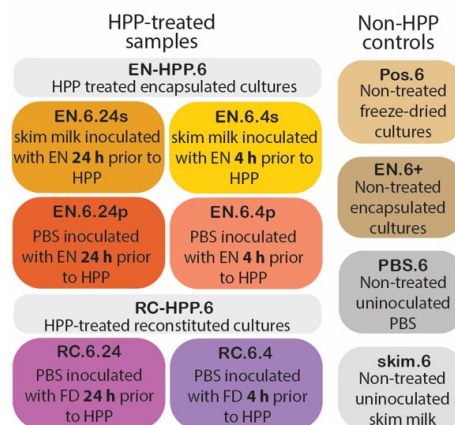 HPP-treated
samples
EN-HPP.6
HPP treated encapsulated cultures
EN.6.24s
skim milk inoculated
with EN 24 h prior to
HPP
EN.6.4s
skim milk inoculated
with EN 4 h prior to
HPP
EN.6.24p
PBS inoculated
with EN 24 h prior
to HPP
EN.6.4p
PBS inoculated
with EN 4 h prior
to HPP
RC-HPP.6
HPP-treated reconstituted cultures
RC.6.24
PBS inoculated
with FD 24 h prior
to HPP
RC.6.4
PBS inoculated
with FD 4 h prior
to HPP
Non-HPP
controls
Pos.6
Non-treated
freeze-dried
cultures
EN.6+
Non-treated
encapsulated
cultures
PBS.6
Non-treated
uninoculated
PBS
skim.6
Non-treated
uninoculated
skim milk